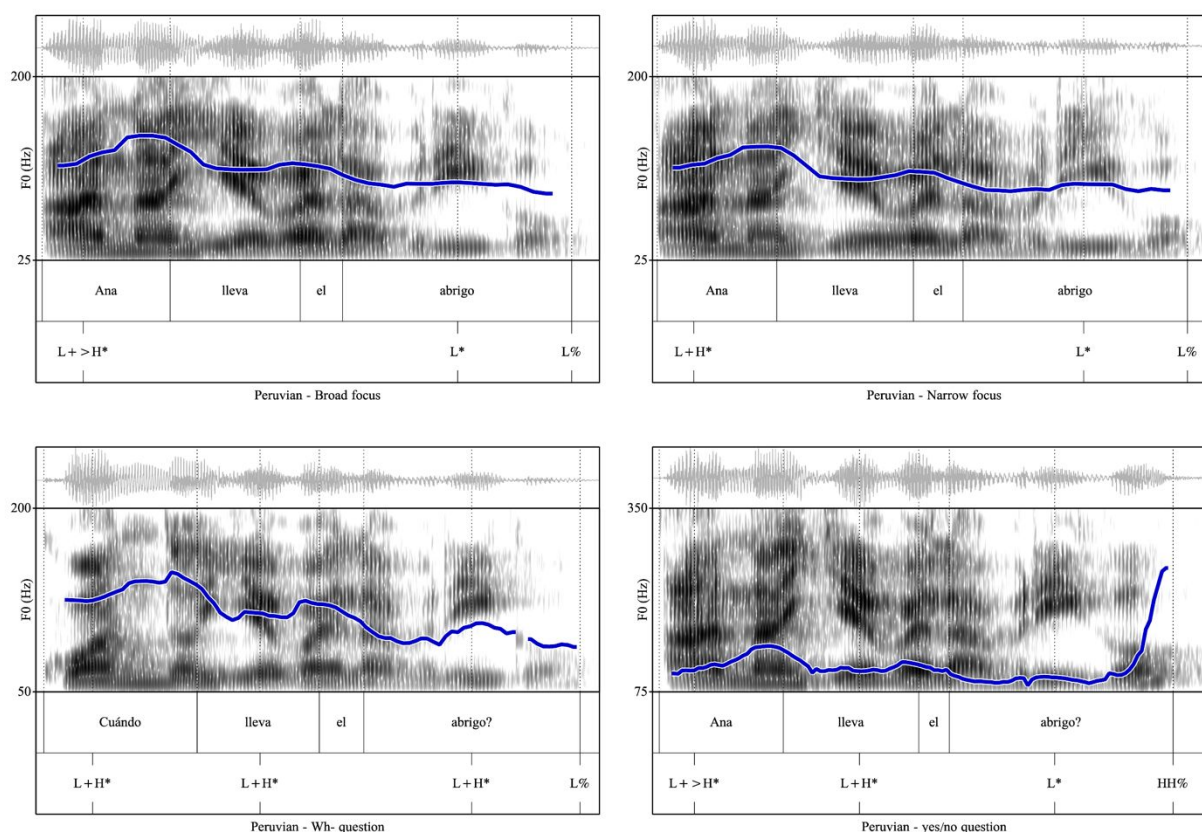 200
F0 (Hz)
25
Ana lleva el abrigo
L+>H* L* L%
Peruvian - Broad focus
200
F0 (Hz)
25
Ana lleva el abrigo
L+H* L* L%
Peruvian - Narrow focus
200
F0 (Hz)
50
Cuándo lleva el abrigo?
L+H* L+H* L+H* L%
Peruvian - Wh- question
350
F0 (Hz)
75
Ana lleva el abrigo?
L+>H* L+H* L* HH%
Peruvian - yes/no question